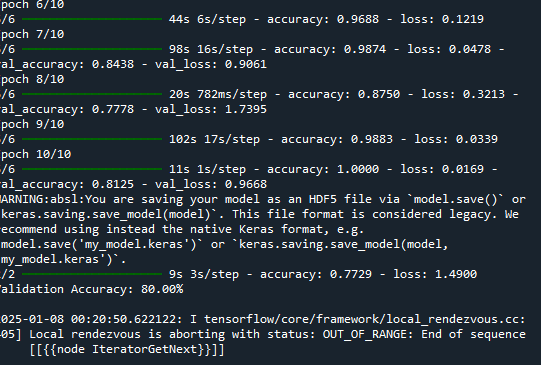 poch 6/10
/6 ━━━━━━━━━━━━━━━━━━━━ 44s 6s/step - accuracy: 0.9688 - loss: 0.1219
poch 7/10
/6 ━━━━━━━━━━━━━━━━━━━━ 98s 16s/step - accuracy: 0.9874 - loss: 0.0478 -
al_accuracy: 0.8438 - val_loss: 0.9061
poch 8/10
/6 ━━━━━━━━━━━━━━━━━━━━ 20s 782ms/step - accuracy: 0.8750 - loss: 0.3213 -
al_accuracy: 0.7778 - val_loss: 1.7395
poch 9/10
/6 ━━━━━━━━━━━━━━━━━━━━ 102s 17s/step - accuracy: 0.9883 - loss: 0.0339
poch 10/10
/6 ━━━━━━━━━━━━━━━━━━━━ 11s 1s/step - accuracy: 1.0000 - loss: 0.0169 -
al_accuracy: 0.8125 - val_loss: 0.9668
WARNING:absl:You are saving your model as an HDF5 file via `model.save()` or
keras.saving.save_model(model)`. This file format is considered legacy. We
recommend using instead the native Keras format, e.g.
model.save('my_model.keras')` or `keras.saving.save_model(model,
my_model.keras')`.
/2 ━━━━━━━━━━━━━━━━━━━━ 9s 3s/step - accuracy: 0.7729 - loss: 1.4900
Validation Accuracy: 80.00%
025-01-08 00:20:50.622122: I tensorflow/core/framework/local_rendezvous.cc:
405] Local rendezvous is aborting with status: OUT_OF_RANGE: End of sequence
[[{{node IteratorGetNext}}]]